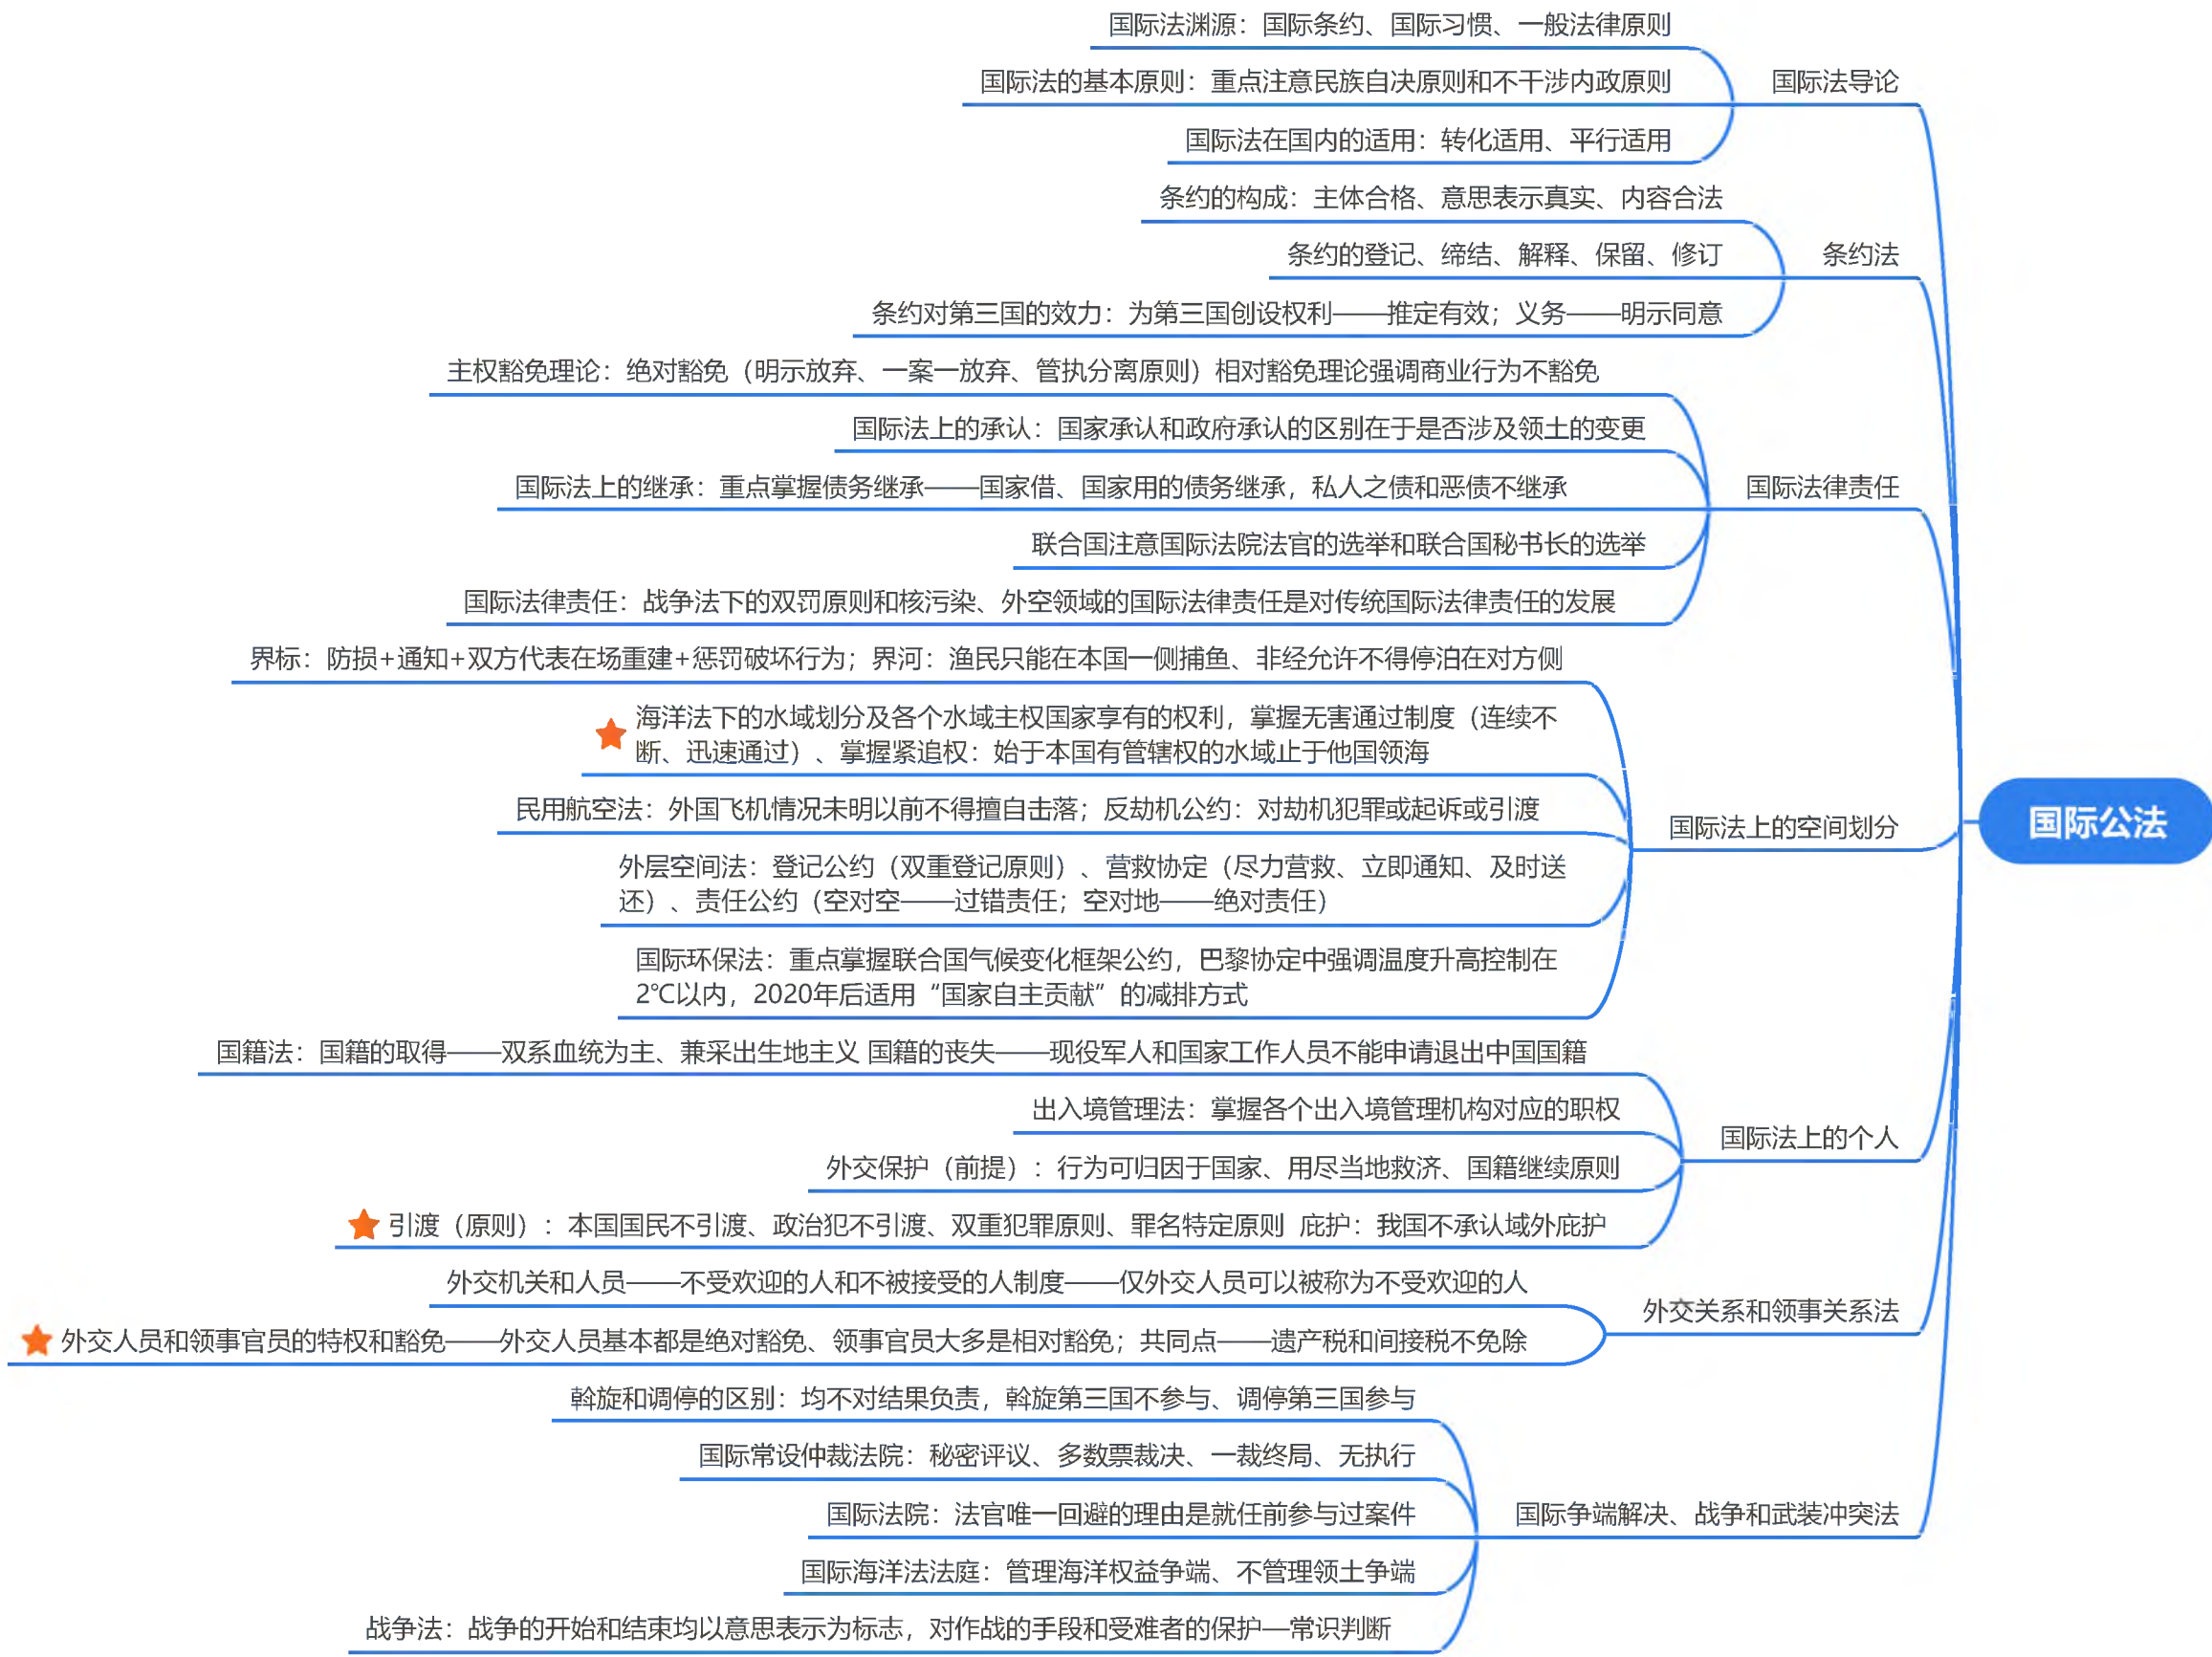 国际法渊源：国际条约、国际习惯、一般法律原则
国际法的基本原则：重点注意民族自决原则和不干涉内政原则
国际法导论
国际法在国内的适用：转化适用、平行适用
条约的构成：主体合格、意思表示真实、内容合法
条约的登记、缔结、解释、保留、修订
条约法
条约对第三国的效力：为第三国创设权利——推定有效；义务——明示同意
主权豁免理论：绝对豁免（明示放弃、一案一放弃、管执分离原则）相对豁免理论强调商业行为不豁免
国际法上的承认：国家承认和政府承认的区别在于是否涉及领土的变更
国际法上的继承：重点掌握债务继承——国家借、国家用的债务继承，私人之债和恶债不继承
国际法律责任
联合国注意国际法院法官的选举和联合国秘书长的选举
国际法律责任：战争法下的双罚原则和核污染、外空领域的国际法律责任是对传统国际法律责任的发展
界标：防损+通知+双方代表在场重建+惩罚破坏行为；界河：渔民只能在本国一侧捕鱼、非经允许不得停泊在对方侧
海洋法下的水域划分及各个水域主权国家享有的权利，掌握无害通过制度（连续不
断、迅速通过）、掌握紧追权：始于本国有管辖权的水域止于他国领海
民用航空法：外国飞机情况未明以前不得擅自击落；反劫机公约：对劫机犯罪或起诉或引渡
国际法上的空间划分
国际公法
外层空间法：登记公约（双重登记原则）、营救协定（尽力营救、立即通知、及时送
还）、责任公约（空对空——过错责任；空对地——绝对责任）
国际环保法：重点掌握联合国气候变化框架公约，巴黎协定中强调温度升高控制在
2℃以内，2020年后适用“国家自主贡献”的减排方式
国籍法：国籍的取得——双系血统为主、兼采出生地主义 国籍的丧失——现役军人和国家工作人员不能申请退出中国国籍
出入境管理法：掌握各个出入境管理机构对应的职权
国际法上的个人
外交保护（前提）：行为可归因于国家、用尽当地救济、国籍继续原则
引渡（原则）：本国国民不引渡、政治犯不引渡、双重犯罪原则、罪名特定原则 庇护：我国不承认域外庇护
外交机关和人员——不受欢迎的人和不被接受的人制度——仅外交人员可以被称为不受欢迎的人
外交关系和领事关系法
外交人员和领事官员的特权和豁免——外交人员基本都是绝对豁免、领事官员大多是相对豁免；共同点——遗产税和间接税不免除
斡旋和调停的区别：均不对结果负责，斡旋第三国不参与、调停第三国参与
国际常设仲裁法院：秘密评议、多数票裁决、一裁终局、无执行
国际法院：法官唯一回避的理由是就任前参与过案件
国际争端解决、战争和武装冲突法
国际海洋法法庭：管理海洋权益争端、不管理领土争端
战争法：战争的开始和结束均以意思表示为标志，对作战的手段和受难者的保护—常识判断